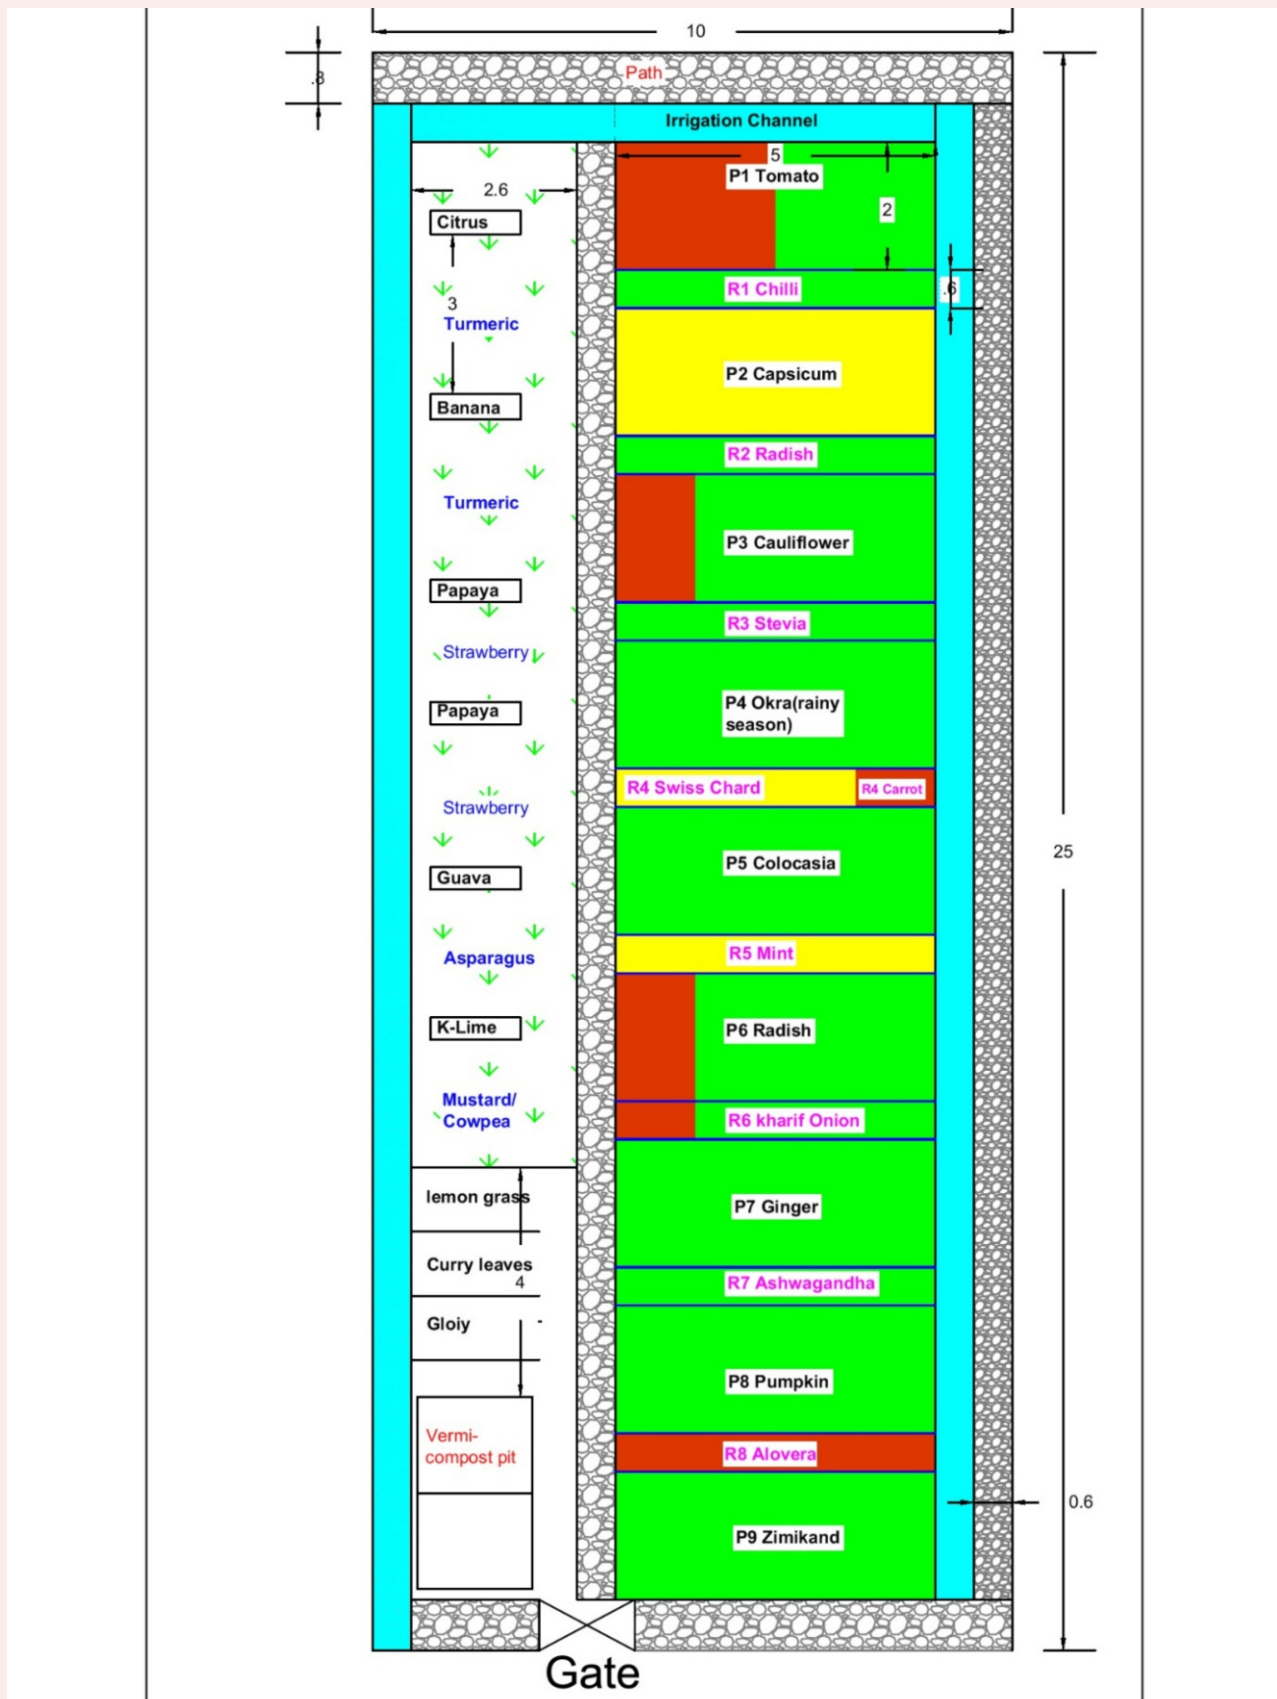 10
.8
Path
Irrigation Channel
5
P1 Tomato
2.6
2
Citrus
R1 Chilli
.6
3
Turmeric
P2 Capsicum
Banana
R2 Radish
Turmeric
P3 Cauliflower
Papaya
R3 Stevia
Strawberry
P4 Okra(rainy
season)
Papaya
R4 Swiss Chard
R4 Carrot
Strawberry
25
P5 Colocasia
Guava
R5 Mint
Asparagus
K-Lime
P6 Radish
Mustard/
Cowpea
R6 kharif Onion
lemon grass
P7 Ginger
Curry leaves
4
R7 Ashwagandha
Gloiy
P8 Pumpkin
Vermi-
compost pit
R8 Alovera
0.6
P9 Zimikand
Gate